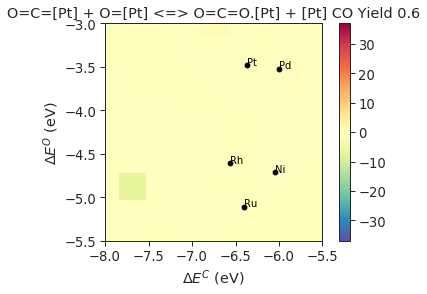 O=C=[Pt] + O=[Pt] <=> O=C=O.[Pt] + [Pt] CO Yield 0.6
−3.0
−3.5
−4.0
−4.5
−5.0
−5.5
ΔE^O (eV)
Pt
Pd
Rh
Ni
Ru
−8.0 −7.5 −7.0 −6.5 −6.0 −5.5
ΔE^C (eV)
30
20
10
0
−10
−20
−30